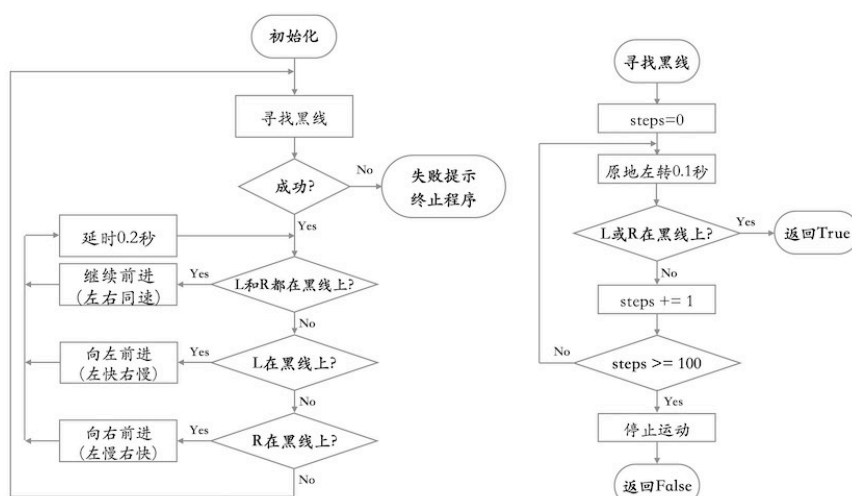 初始化
寻找黑线
成功?
No
失败提示
终止程序
Yes
延时0.2秒
L和R都在黑线上?
Yes
继续前进
(左右同速)
No
L在黑线上?
Yes
向左前进
(左快右慢)
No
R在黑线上?
Yes
向右前进
(左慢右快)
No
寻找黑线
steps=0
原地左转0.1秒
L或R在黑线上?
Yes
返回True
No
steps += 1
steps >= 100
No
Yes
停止运动
返回False